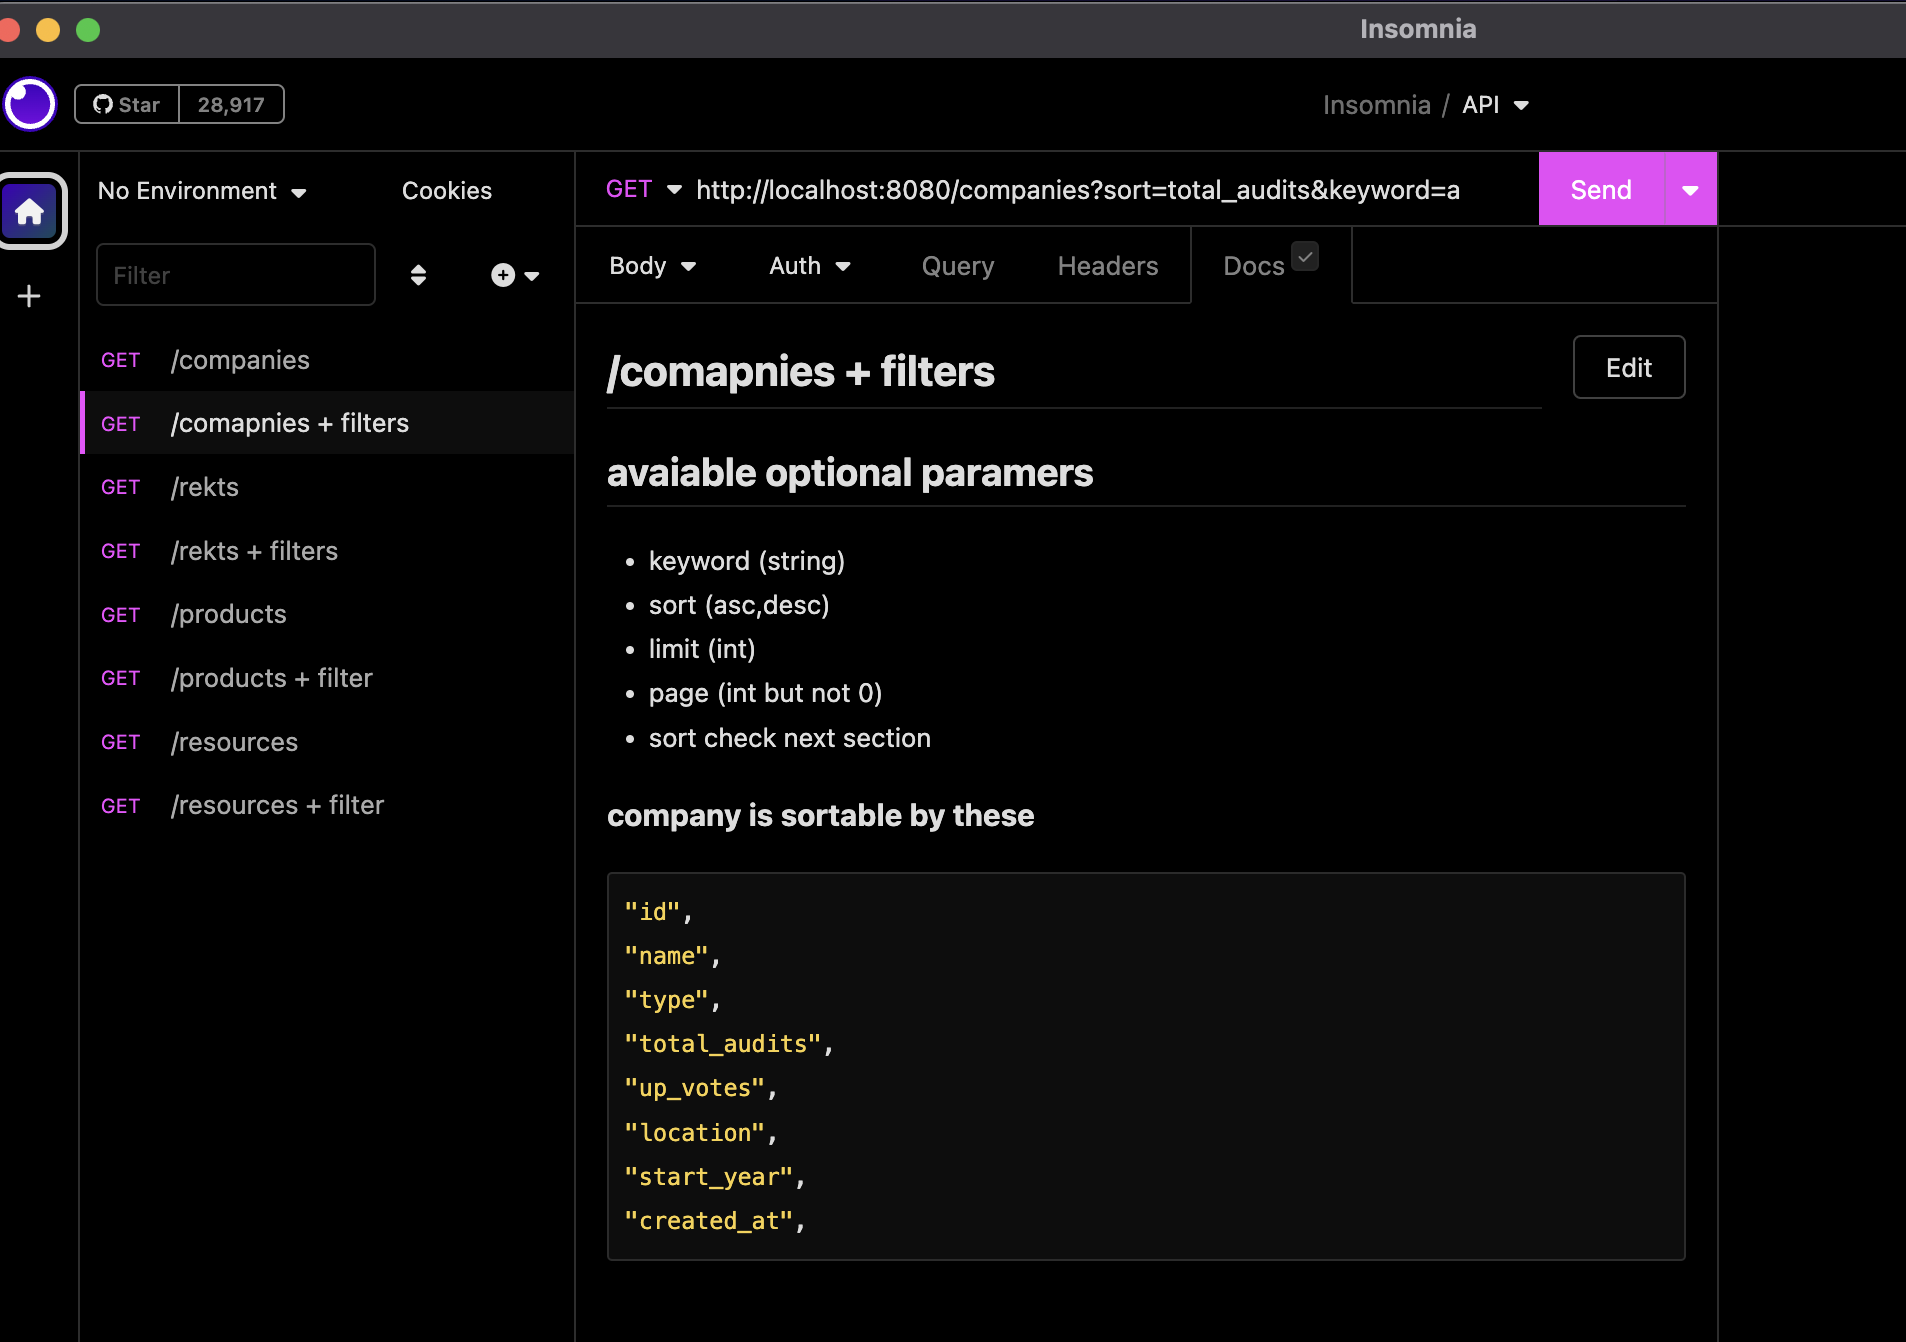 Insomnia
Star 28,917
Insomnia / API
No Environment
Cookies
Filter
GET /companies
GET /comapnies + filters
GET /rekts
GET /rekts + filters
GET /products
GET /products + filter
GET /resources
GET /resources + filter
GET http://localhost:8080/companies?sort=total_audits&keyword=a
Send
Body Auth Query Headers Docs
/comapnies + filters
Edit
avaiable optional paramers
• keyword (string)
• sort (asc,desc)
• limit (int)
• page (int but not 0)
• sort check next section
company is sortable by these
"id",
"name",
"type",
"total_audits",
"up_votes",
"location",
"start_year",
"created_at",